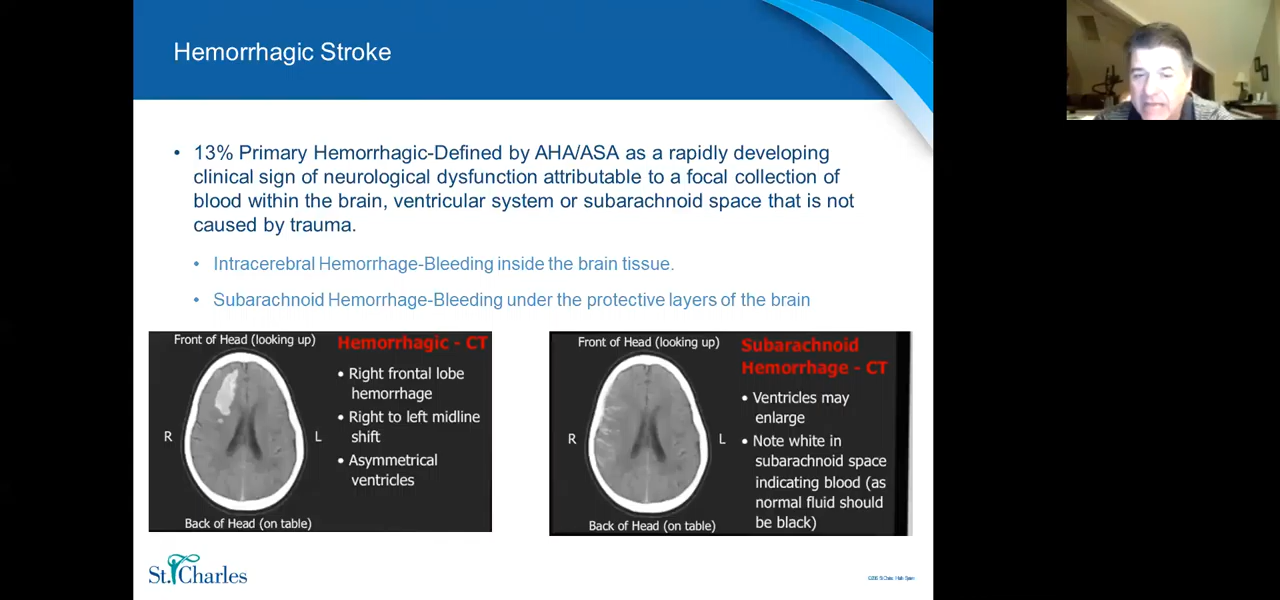 Hemorrhagic Stroke
• 13% Primary Hemorrhagic-Defined by AHA/ASA as a rapidly developing
clinical sign of neurological dysfunction attributable to a focal collection of
blood within the brain, ventricular system or subarachnoid space that is not
caused by trauma.
• Intracerebral Hemorrhage-Bleeding inside the brain tissue.
• Subarachnoid Hemorrhage-Bleeding under the protective layers of the brain
Front of Head (looking up)
Hemorrhagic - CT
• Right frontal lobe
hemorrhage
• Right to left midline
shift
• Asymmetrical
ventricles
R
L
Back of Head (on table)
Front of Head (looking up)
Subarachnoid
Hemorrhage - CT
• Ventricles may
enlarge
• Note white in
subarachnoid space
indicating blood (as
normal fluid should
be black)
R
L
Back of Head (on table)
St. Charles